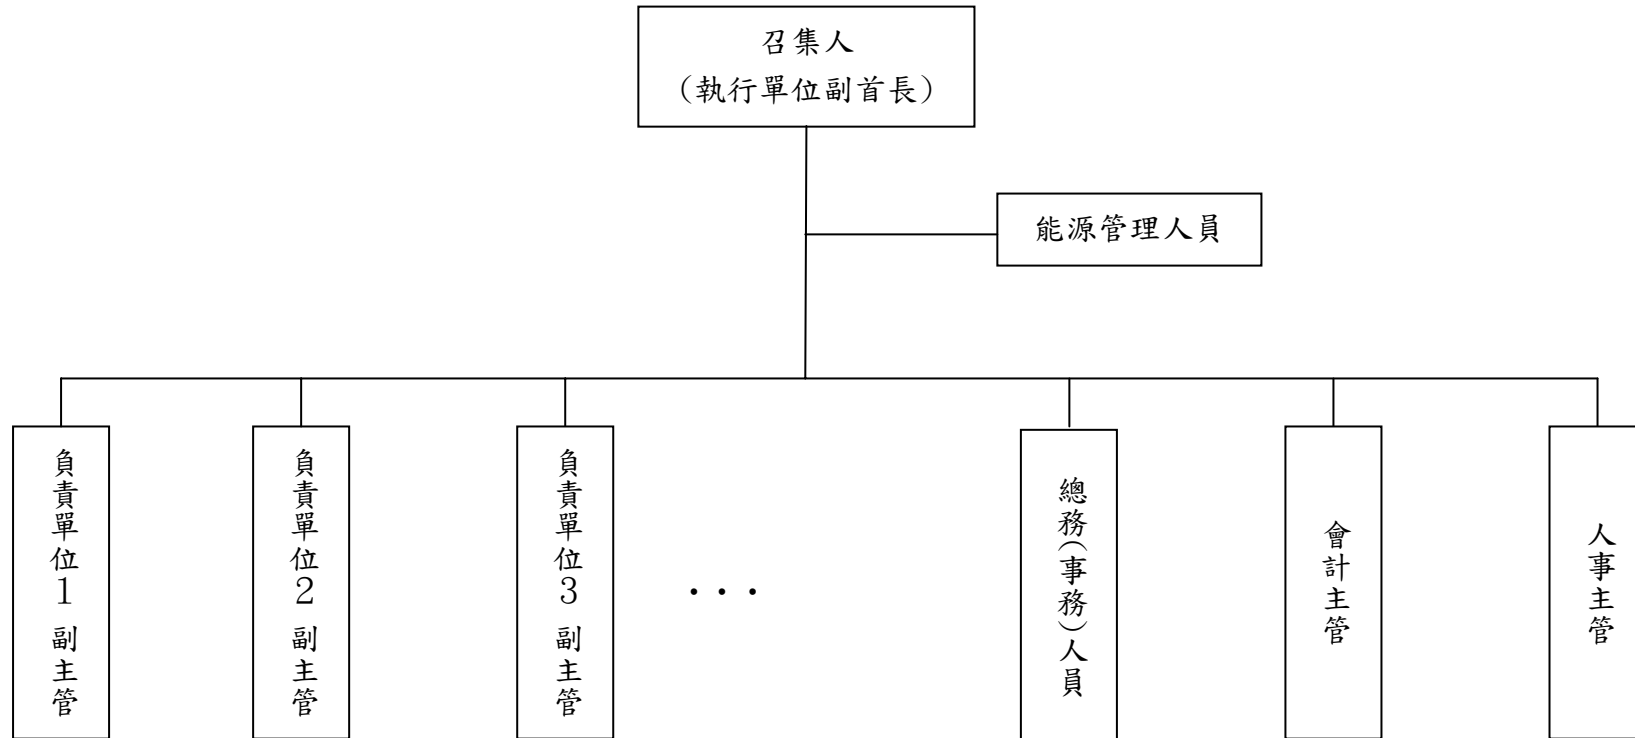 召集人
（執行單位副首長）
能源管理人員
負責單位1副主管
負責單位2副主管
負責單位3副主管
...
總務(事務)人員
會計主管
人事主管